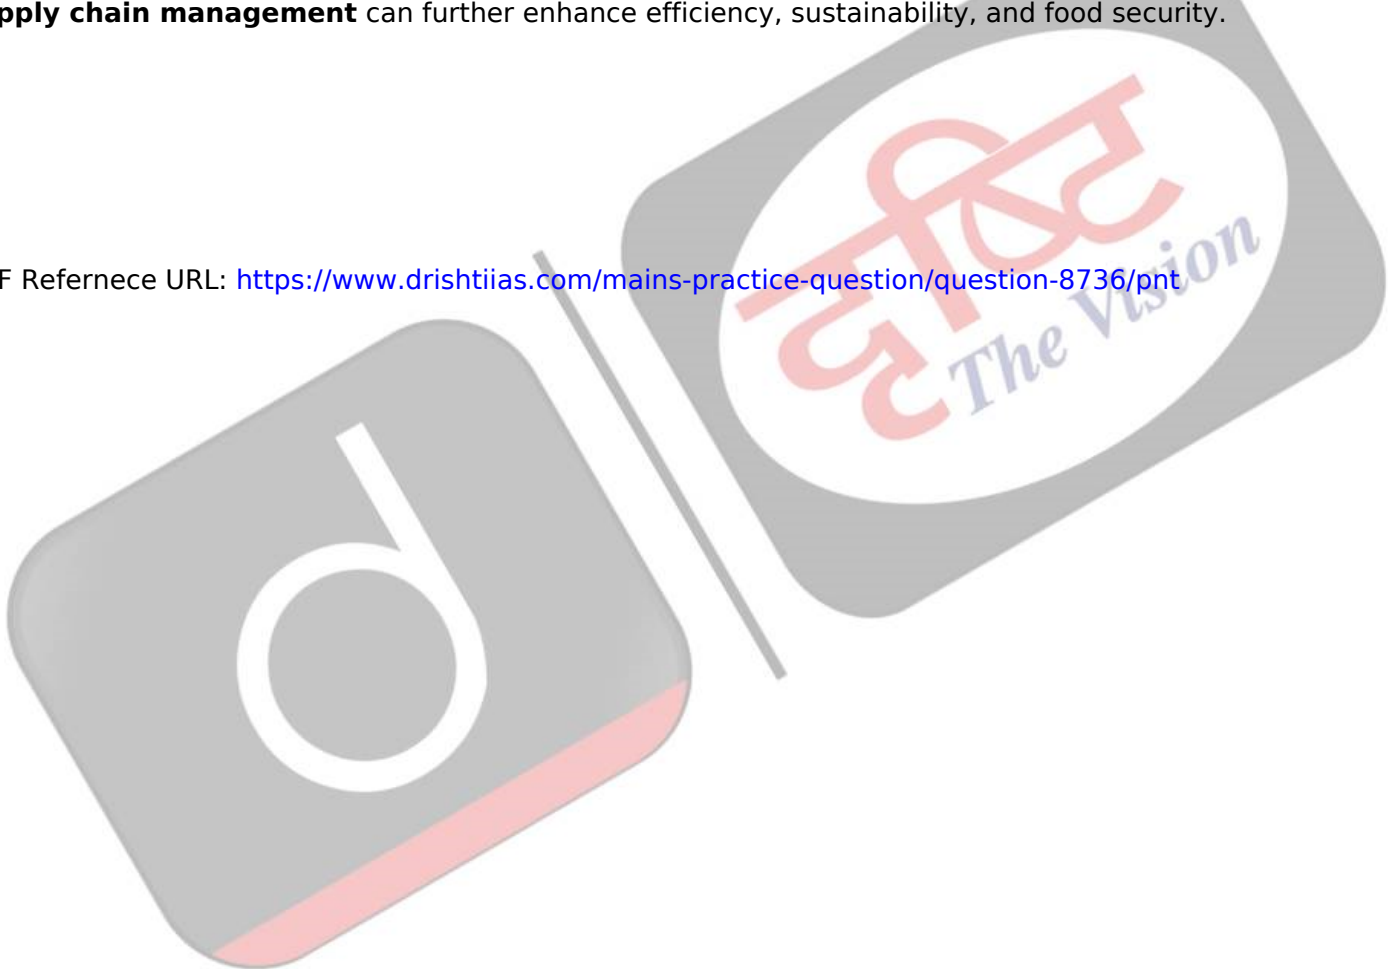 pply chain management can further enhance efficiency, sustainability, and food security.
F Refernece URL: https://www.drishtiias.com/mains-practice-question/question-8736/pnt
दृष्टि
The Vision
d